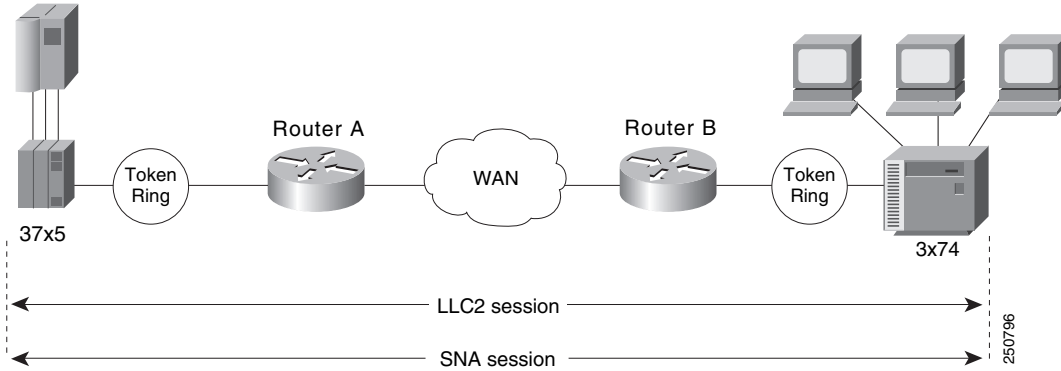 Router A
Router B
Token
Ring
WAN
Token
Ring
37x5
3x74
LLC2 session
SNA session
250796